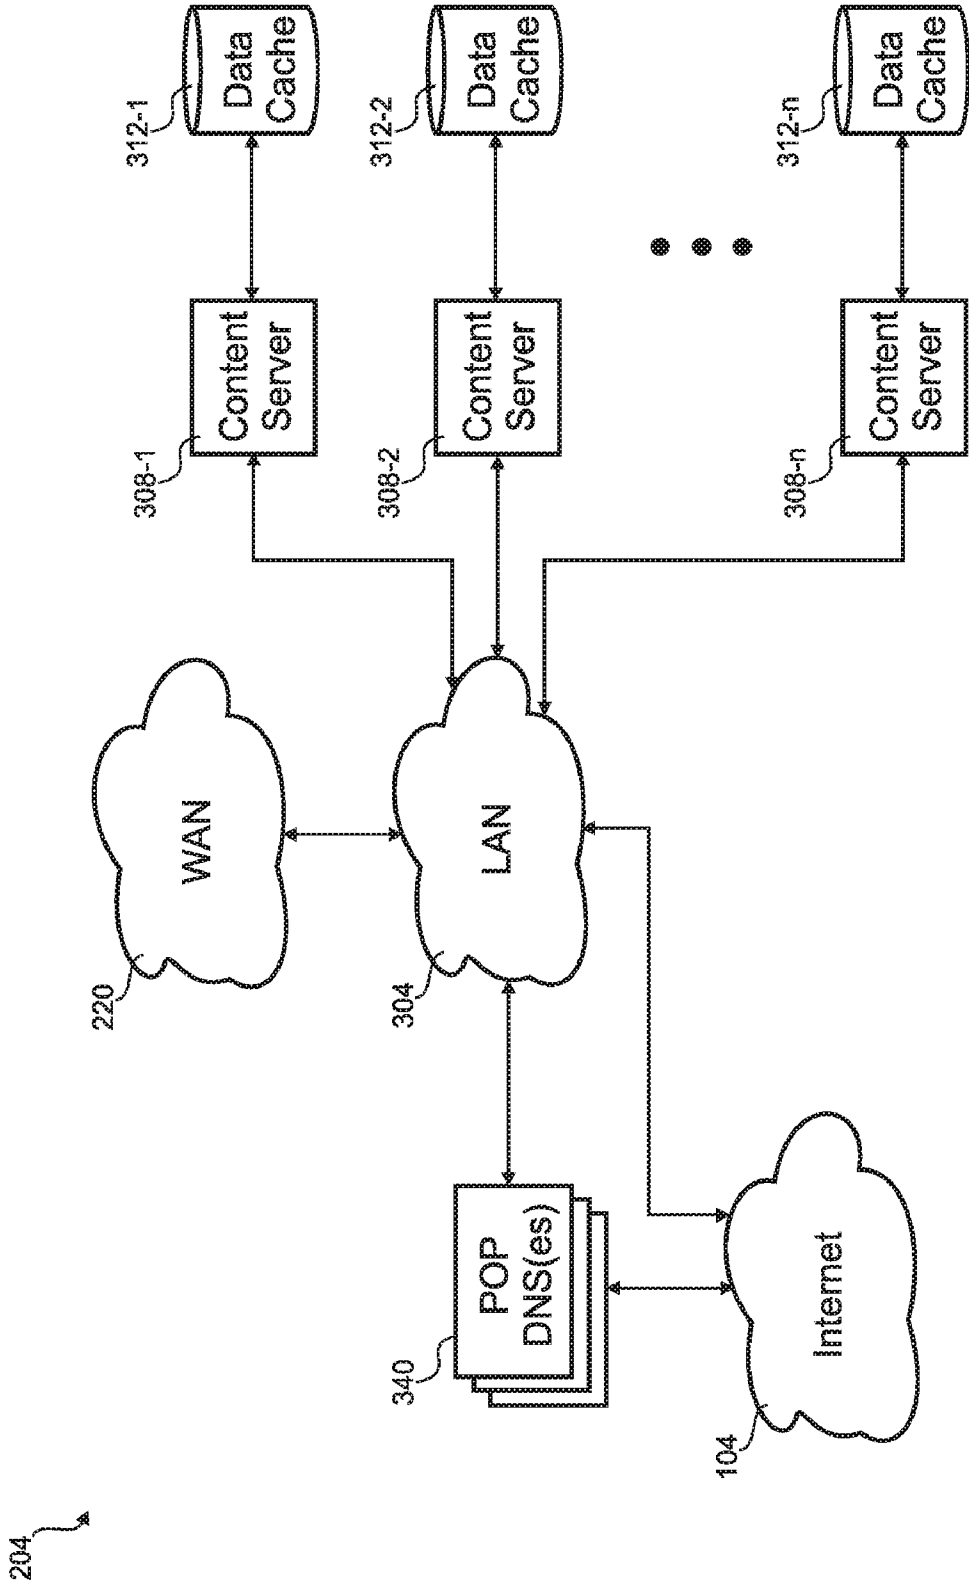 204
220
WAN
312-1
Data
Cache
308-1
Content
Server
340
POP
DNS(es)
304
LAN
308-2
Content
Server
312-2
Data
Cache
104
Internet
308-n
Content
Server
312-n
Data
Cache